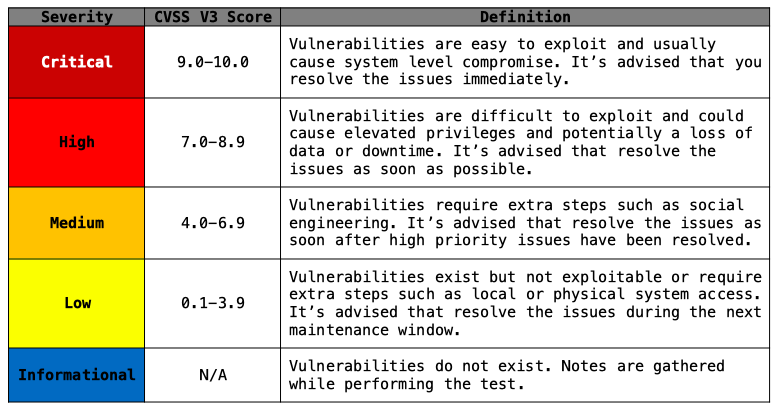 Severity CVSS V3 Score Definition
Critical 9.0-10.0
Vulnerabilities are easy to exploit and usually
cause system level compromise. It's advised that you
resolve the issues immediately.
High 7.0-8.9
Vulnerabilities are difficult to exploit and could
cause elevated privileges and potentially a loss of
data or downtime. It's advised that resolve the
issues as soon as possible.
Medium 4.0-6.9
Vulnerabilities require extra steps such as social
engineering. It's advised that resolve the issues as
soon after high priority issues have been resolved.
Low 0.1-3.9
Vulnerabilities exist but not exploitable or require
extra steps such as local or physical system access.
It's advised that resolve the issues during the next
maintenance window.
Informational N/A
Vulnerabilities do not exist. Notes are gathered
while performing the test.